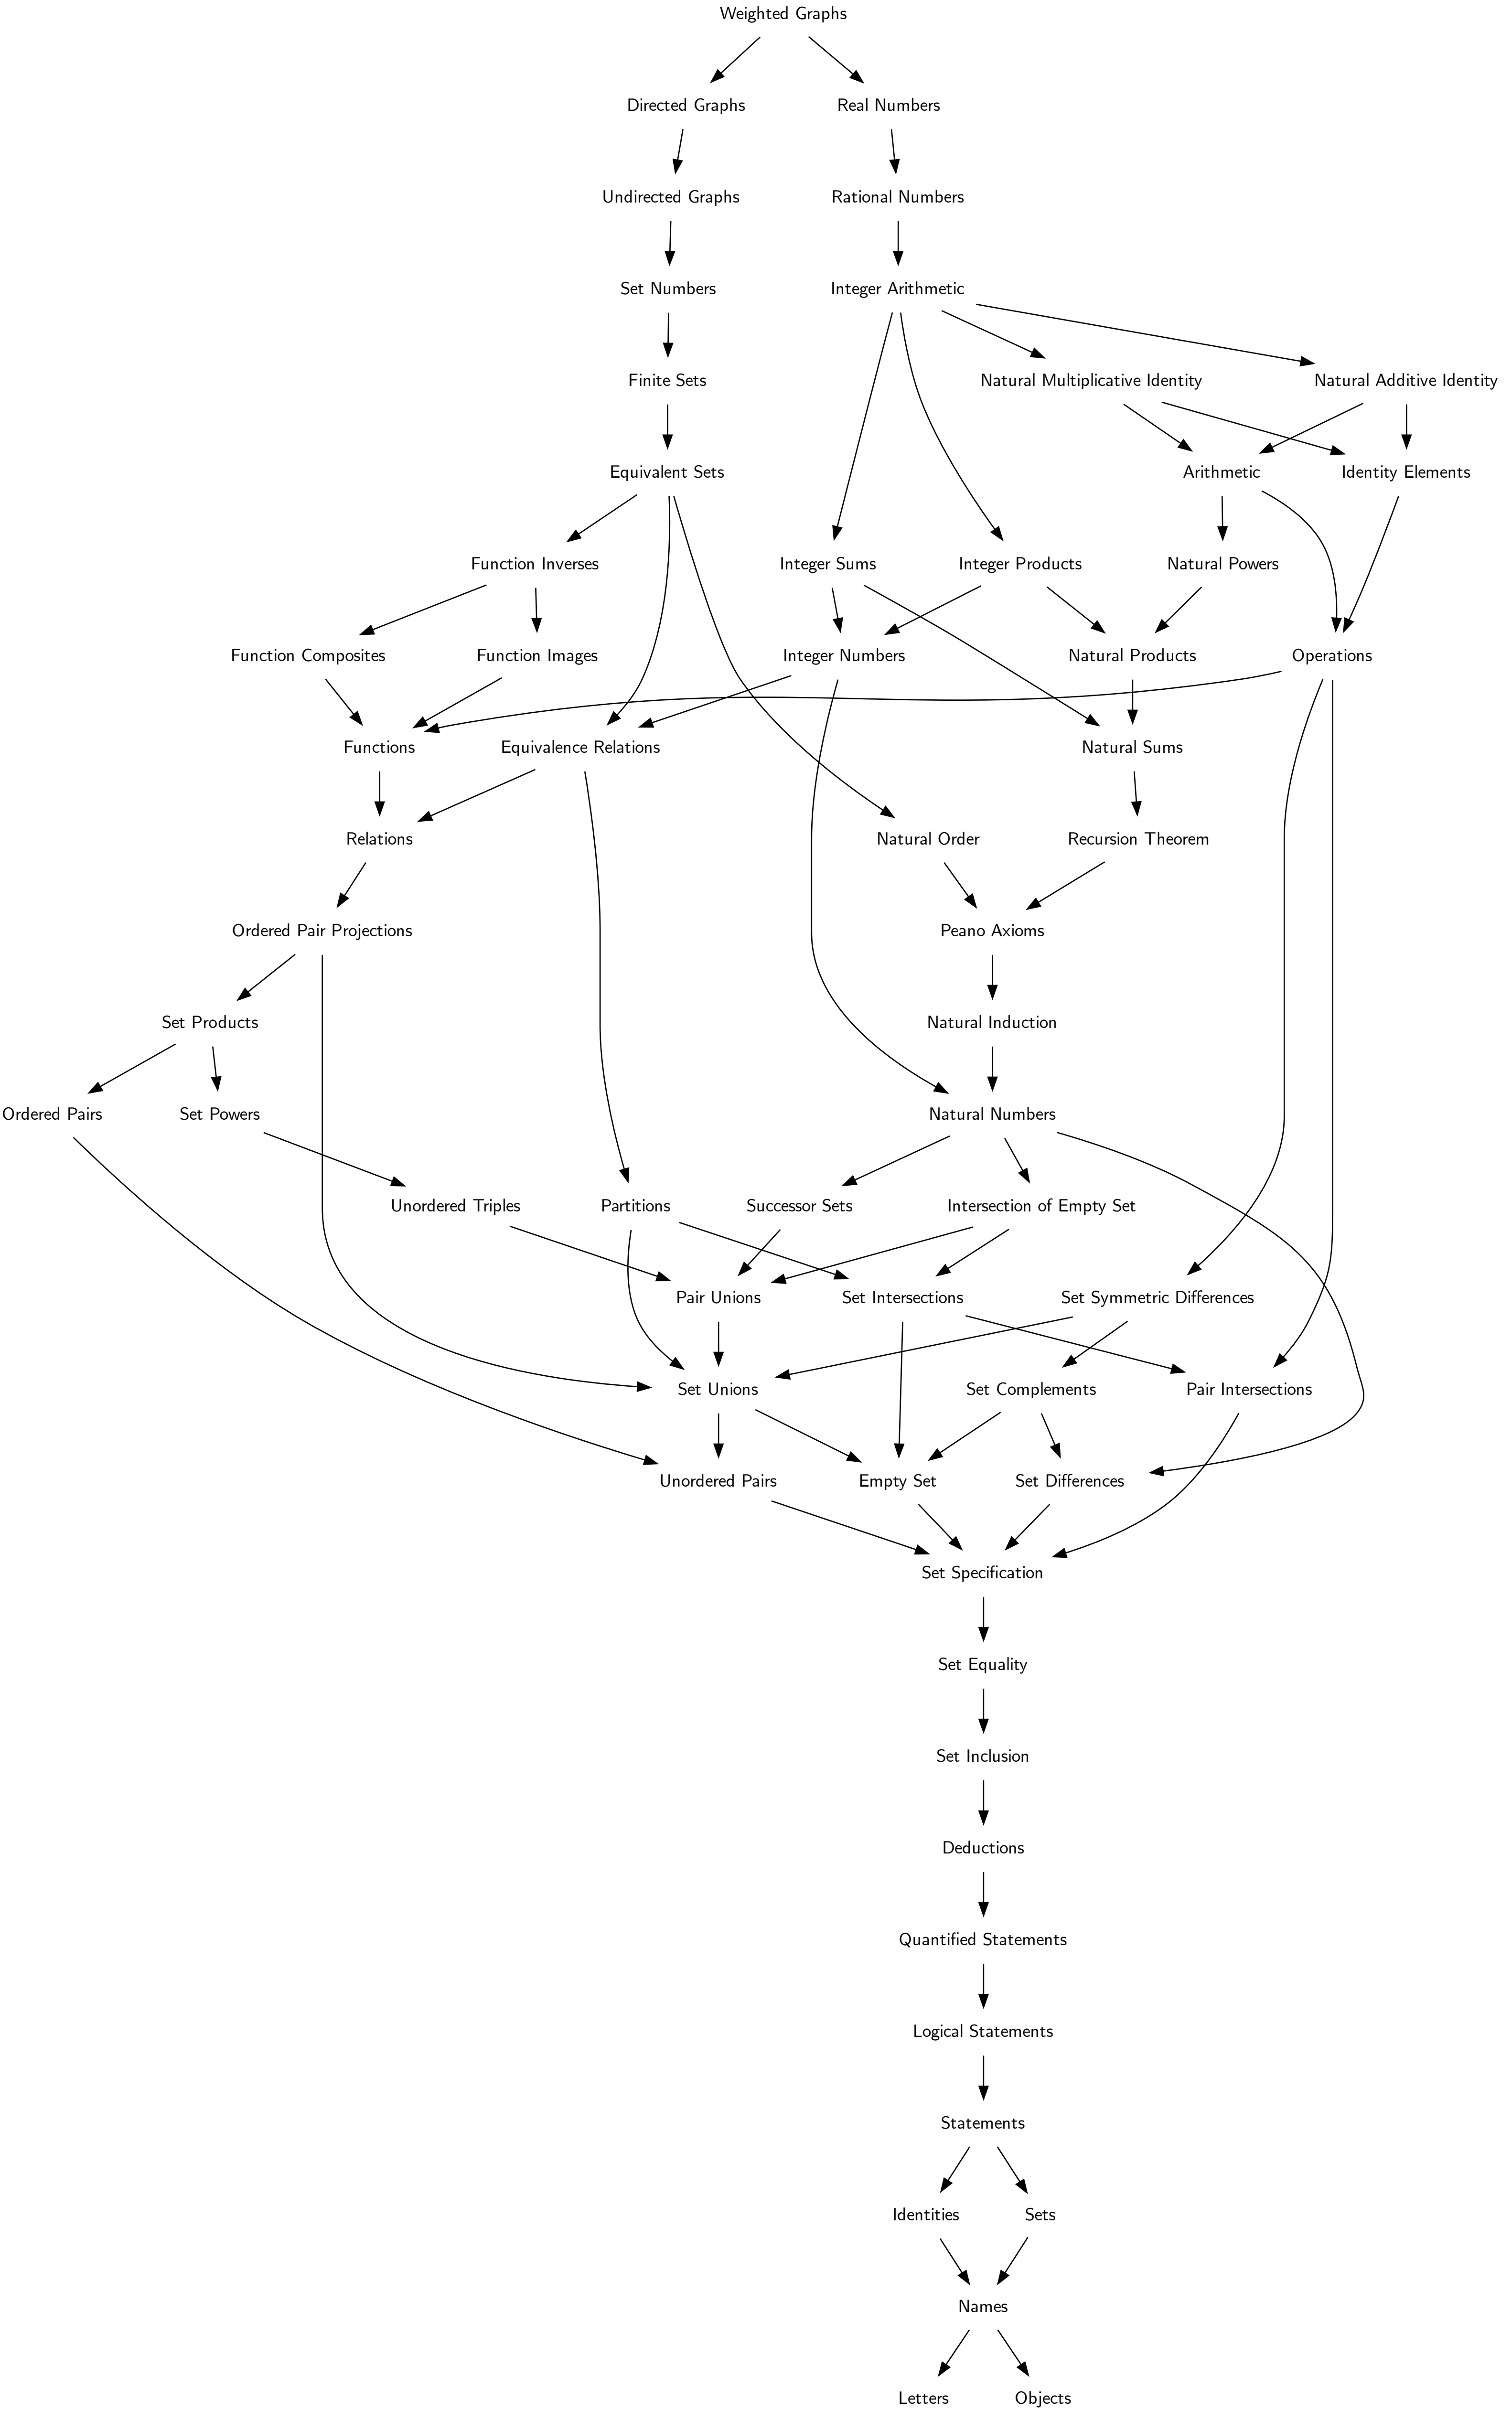 Weighted Graphs
Directed Graphs
Real Numbers
Undirected Graphs
Rational Numbers
Set Numbers
Integer Arithmetic
Finite Sets
Natural Multiplicative Identity
Natural Additive Identity
Equivalent Sets
Arithmetic
Identity Elements
Function Inverses
Integer Sums
Integer Products
Natural Powers
Function Composites
Function Images
Integer Numbers
Natural Products
Operations
Functions
Equivalence Relations
Natural Sums
Relations
Natural Order
Recursion Theorem
Ordered Pair Projections
Peano Axioms
Set Products
Natural Induction
Ordered Pairs
Set Powers
Natural Numbers
Unordered Triples
Partitions
Successor Sets
Intersection of Empty Set
Pair Unions
Set Intersections
Set Symmetric Differences
Set Unions
Set Complements
Pair Intersections
Unordered Pairs
Empty Set
Set Differences
Set Specification
Set Equality
Set Inclusion
Deductions
Quantified Statements
Logical Statements
Statements
Identities
Sets
Names
Letters
Objects